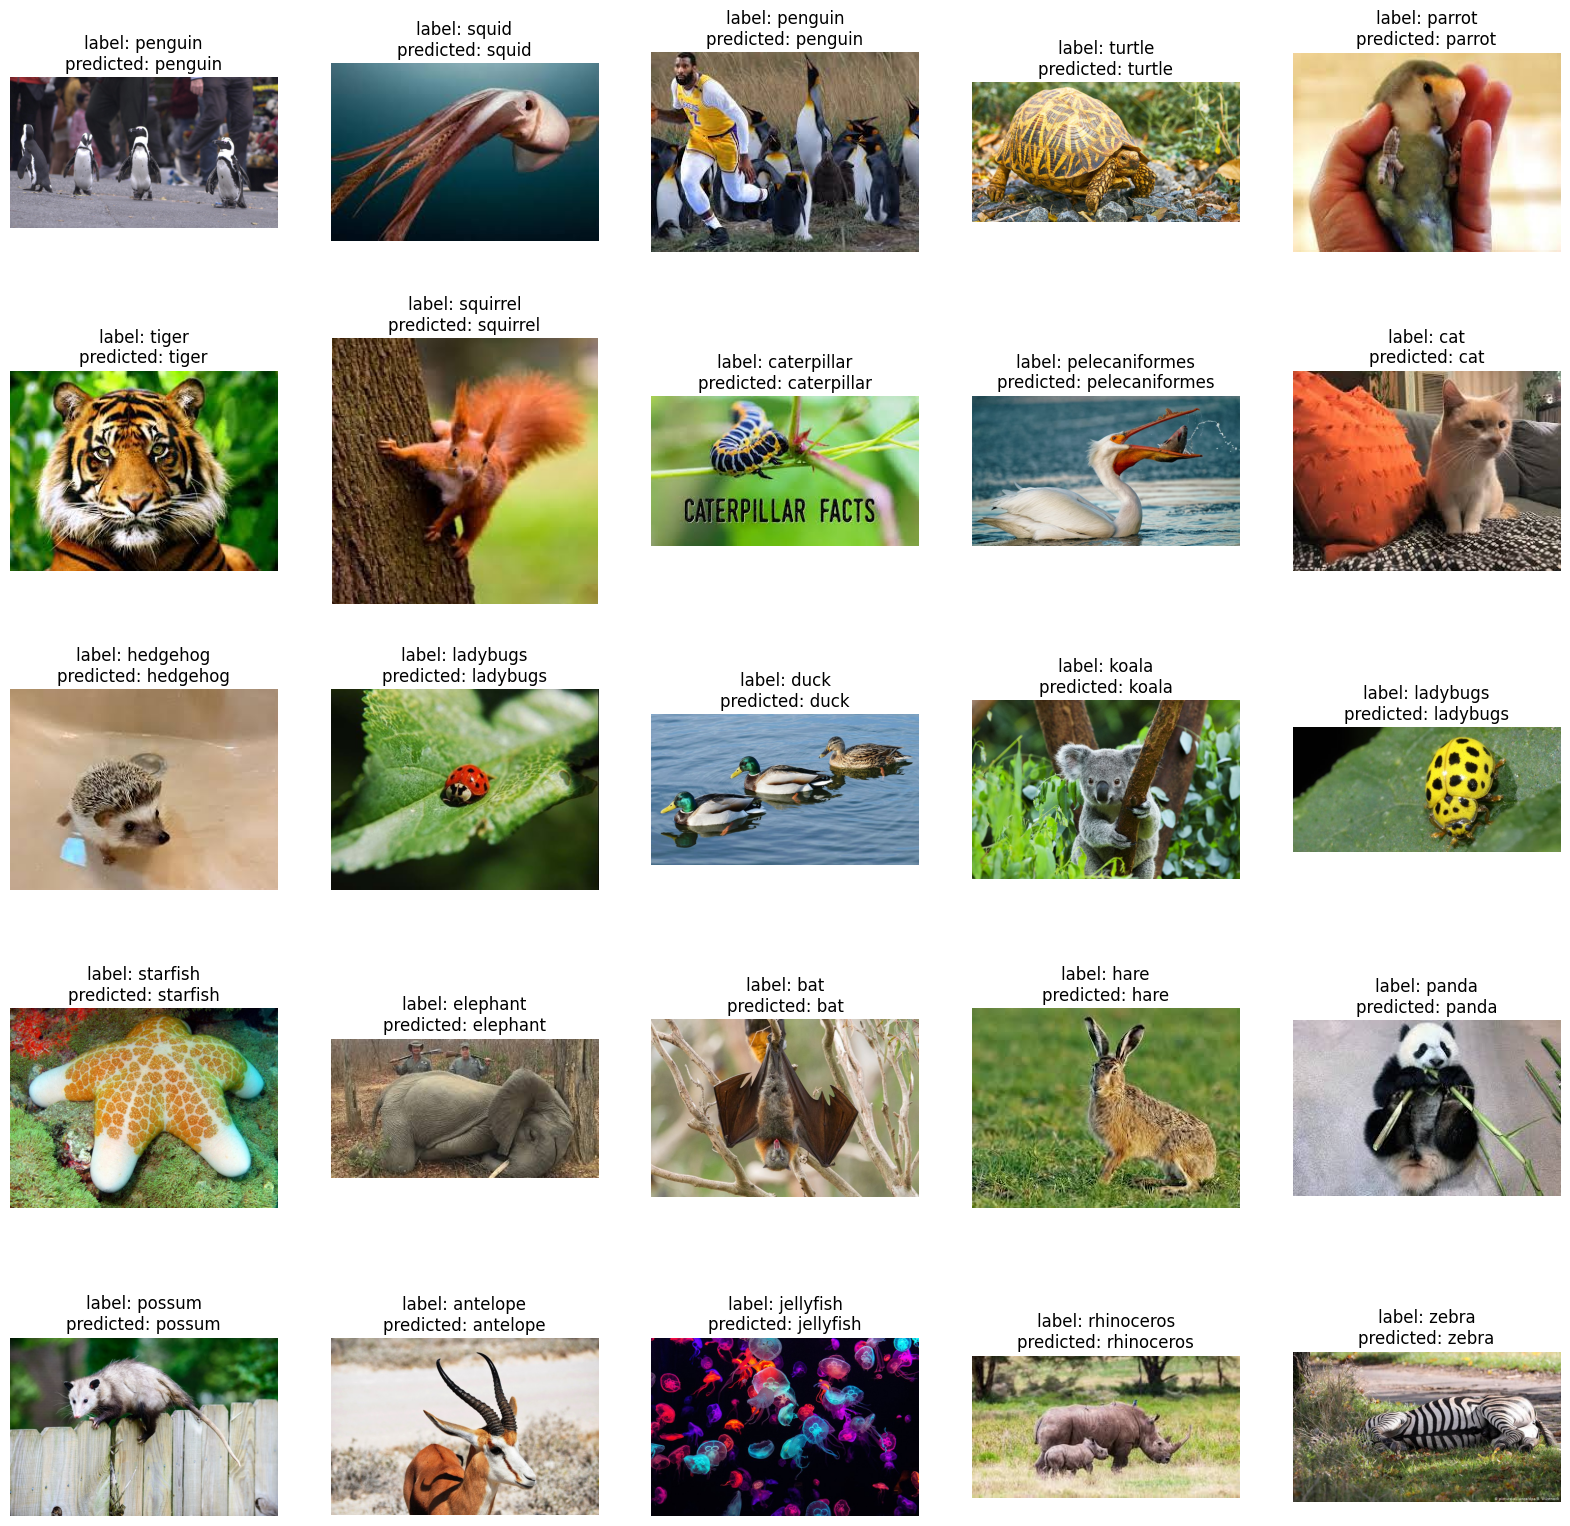 label: penguin
predicted: penguin
label: squid
predicted: squid
label: penguin
predicted: penguin
label: turtle
predicted: turtle
label: parrot
predicted: parrot
label: tiger
predicted: tiger
label: squirrel
predicted: squirrel
label: caterpillar
predicted: caterpillar
CATERPILLAR FACTS
label: pelecaniformes
predicted: pelecaniformes
label: cat
predicted: cat
label: hedgehog
predicted: hedgehog
label: ladybugs
predicted: ladybugs
label: duck
predicted: duck
label: koala
predicted: koala
label: ladybugs
predicted: ladybugs
label: starfish
predicted: starfish
label: elephant
predicted: elephant
label: bat
predicted: bat
label: hare
predicted: hare
label: panda
predicted: panda
label: possum
predicted: possum
label: antelope
predicted: antelope
label: jellyfish
predicted: jellyfish
label: rhinoceros
predicted: rhinoceros
label: zebra
predicted: zebra